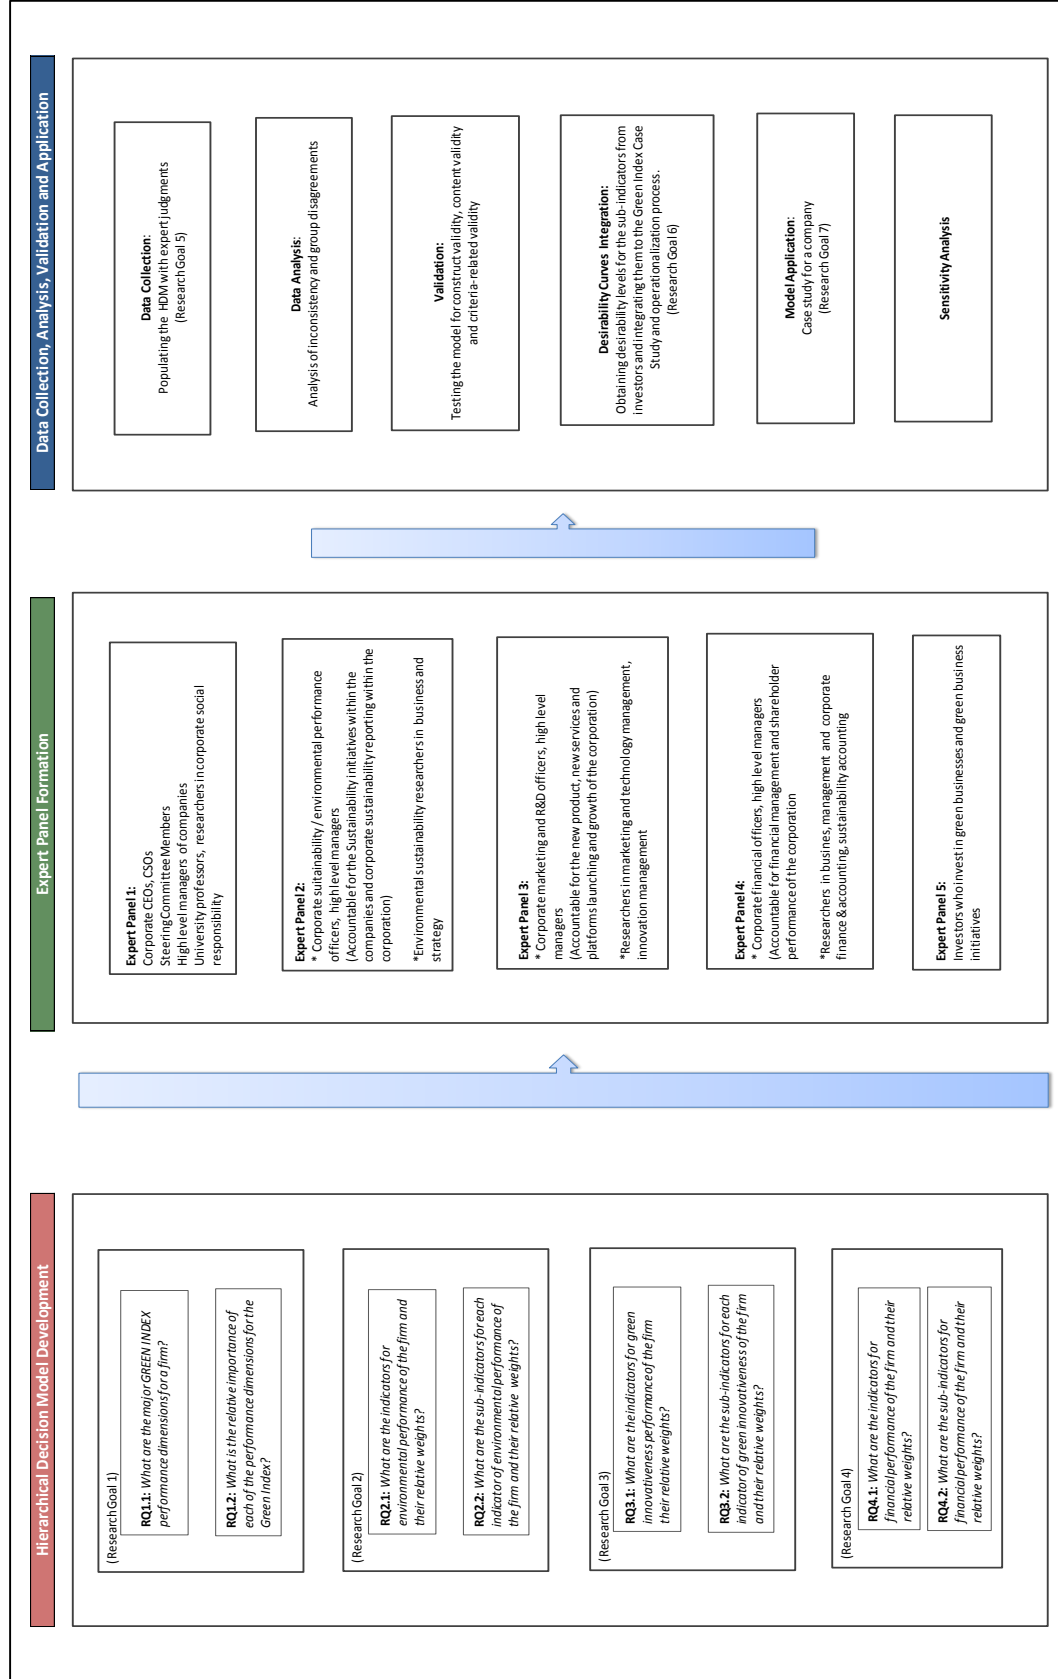 Hierarchical Decision Model Development
(Research Goal 1)
RQ1.1: What are the major GREEN INDEX
performance dimensions for a firm?
RQ1.2: What is the relative importance of
each of the performance dimensions for the
Green Index?
(Research Goal 2)
RQ2.1: What are the indicators for
environmental performance of the firm and
their relative weights?
RQ2.2: What are the sub-indicators for each
indicator of environmental performance of
the firm and their relative weights?
(Research Goal 3)
RQ3.1: What are the indicators for green
innovativeness performance of the firm
their relative weights?
RQ3.2: What are the sub-indicators for each
indicator of green innovativeness of the firm
and their relative weights?
(Research Goal 4)
RQ4.1: What are the indicators for
financial performance of the firm and their
relative weights?
RQ4.2: What are the sub-indicators for
financial performance of the firm and their
relative weights?
Expert Panel Formation
Expert Panel 1:
Corporate CEOs, CSOs
Steering Committee Members
High level managers of companies
University professors, researchers in corporate social
responsibility
Expert Panel 2:
* Corporate suitainability / environmental performance
officers, high level managers
(Accountable for the Sustainability initiatives within the
companies and corporate sustainability reporting within the
corporation)
*Environmental sustainability researchers in business and
strategy
Expert Panel 3:
* Corporate marketing and R&D officers, high level
managers
(Accountable for the new product, new services and
platforms launching and growth of the corporation)
*Researchers in marketing and technology management,
innovation management
Expert Panel 4:
* Corporate financial officers, high level managers
(Accountable for financial management and shareholder
performance of the corporation
*Researchers in busines, management and corporate
finance & accounting, sustainability accounting
Expert Panel 5:
Investors who invest in green businesses and green business
initiatives
Data Collection, Analysis, Validation and Application
Data Collection:
Populating the HDM with expert judgments
(Research Goal 5)
Data Analysis:
Analysis of inconsistency and group disagreements
Validation:
Testing the model for construct validity, content validity
and criteria-related validity
Desirability Curves Integration:
Obtaining desirability levels for the sub-indicators from
investors and integrating them to the Green Index Case
Study and operationalization process.
(Research Goal 6)
Model Application:
Case study for a company
(Research Goal 7)
Sensitivity Analysis